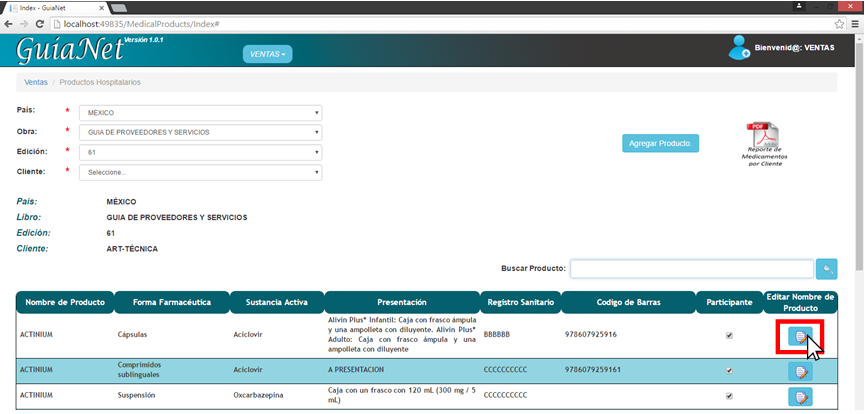 Index - GuiaNet
localhost:49835/MedicalProducts/Index#
GuíaNet Versión 1.0.1
VENTAS
Bienvenid@: VENTAS
Ventas / Productos Hospitalarios
País: * MÉXICO
Obra: * GUIA DE PROVEEDORES Y SERVICIOS
Edición: * 61
Cliente: * Seleccione...
Agregar Producto
PDF
Adobe
Reporte de
Medicamentos
por Cliente
País: MÉXICO
Libro: GUIA DE PROVEEDORES Y SERVICIOS
Edición: 61
Cliente: ART-TÉCNICA
Buscar Producto:
Nombre de Producto Forma Farmacéutica Sustancia Activa Presentación Registro Sanitario Codigo de Barras Participante Editar Nombre de
Producto
ACTINIUM Cápsulas Aciclovir Alivin Plus* Infantil: Caja con frasco ámpula
y una ampolleta con diluyente. Alivin Plus*
Adulto: Caja con frasco ámpula y una
ampolleta con diluyente BBBBBB 978607925916
ACTINIUM Comprimidos
sublinguales Aciclovir A PRESENTACION CCCCCCCCCC 9786079259161
ACTINIUM Suspensión Oxcarbazepina Caja con un frasco con 120 mL (300 mg / 5
mL) CCCCCCCCCC